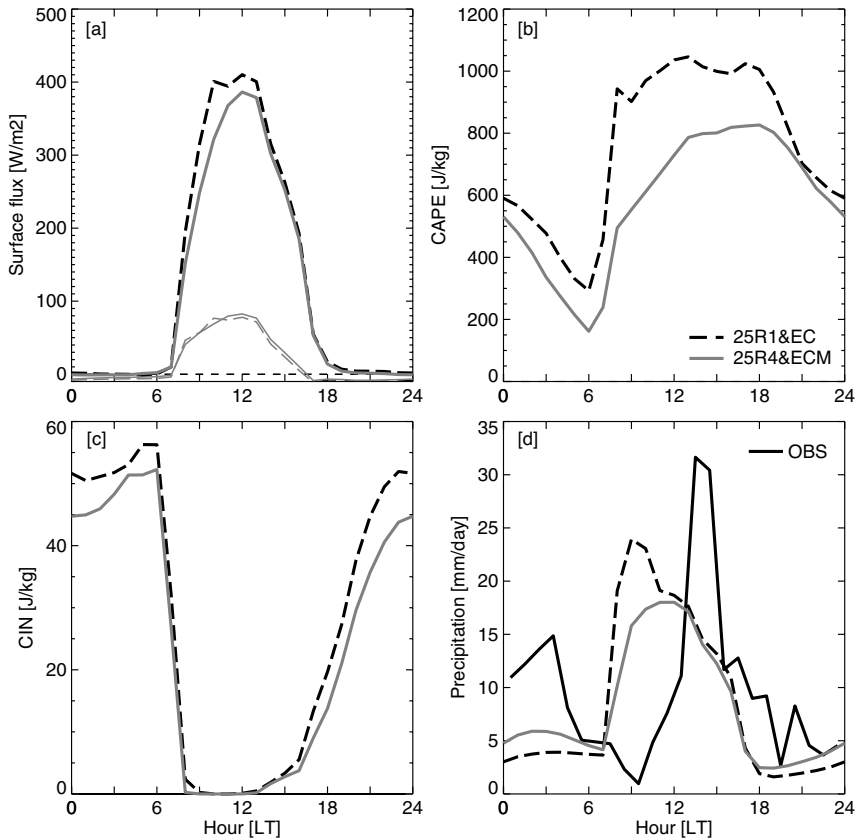 [a]
500
400
300
200
100
0
Surface flux [W/m2]
0 6 12 18 24
[b]
1200
1000
800
600
400
200
0
CAPE [J/kg]
25R1&EC
25R4&ECM
0 6 12 18 24
[c]
60
40
20
0
CIN [J/kg]
0 6 12 18 24
Hour [LT]
[d]
OBS
35
30
25
20
15
10
5
0
Precipitation [mm/day]
0 6 12 18 24
Hour [LT]